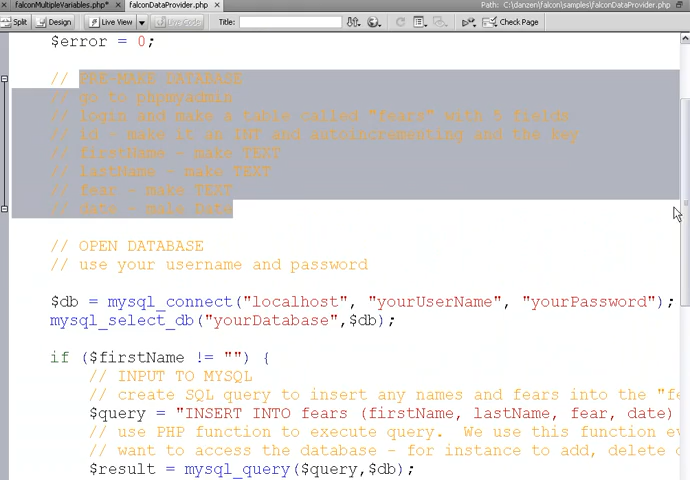 falconMultipleVariables.php* × falconDataProvider.php × Path: C:\danzen\falcon\samples\falconDataProvider.php
Split Design Live View Live Code Title: Check Page
$error = 0;
// PRE-MAKE DATABASE
// go to phpmyadmin
// login and make a table called "fears" with 5 fields
// id - make it an INT and autoincrementing and the key
// firstName - make TEXT
// lastName - make TEXT
// fear - make TEXT
// date - make Date
// OPEN DATABASE
// use your username and password
$db = mysql_connect("localhost", "yourUserName", "yourPassword");
mysql_select_db("yourDatabase",$db);
if ($firstName != "") {
// INPUT TO MYSQL
// create SQL query to insert any names and fears into the "fe
$query = "INSERT INTO fears (firstName, lastName, fear, date)
// use PHP function to execute query. We use this function ev
// want to access the database - for instance to add, delete
$result = mysql_query($query,$db);